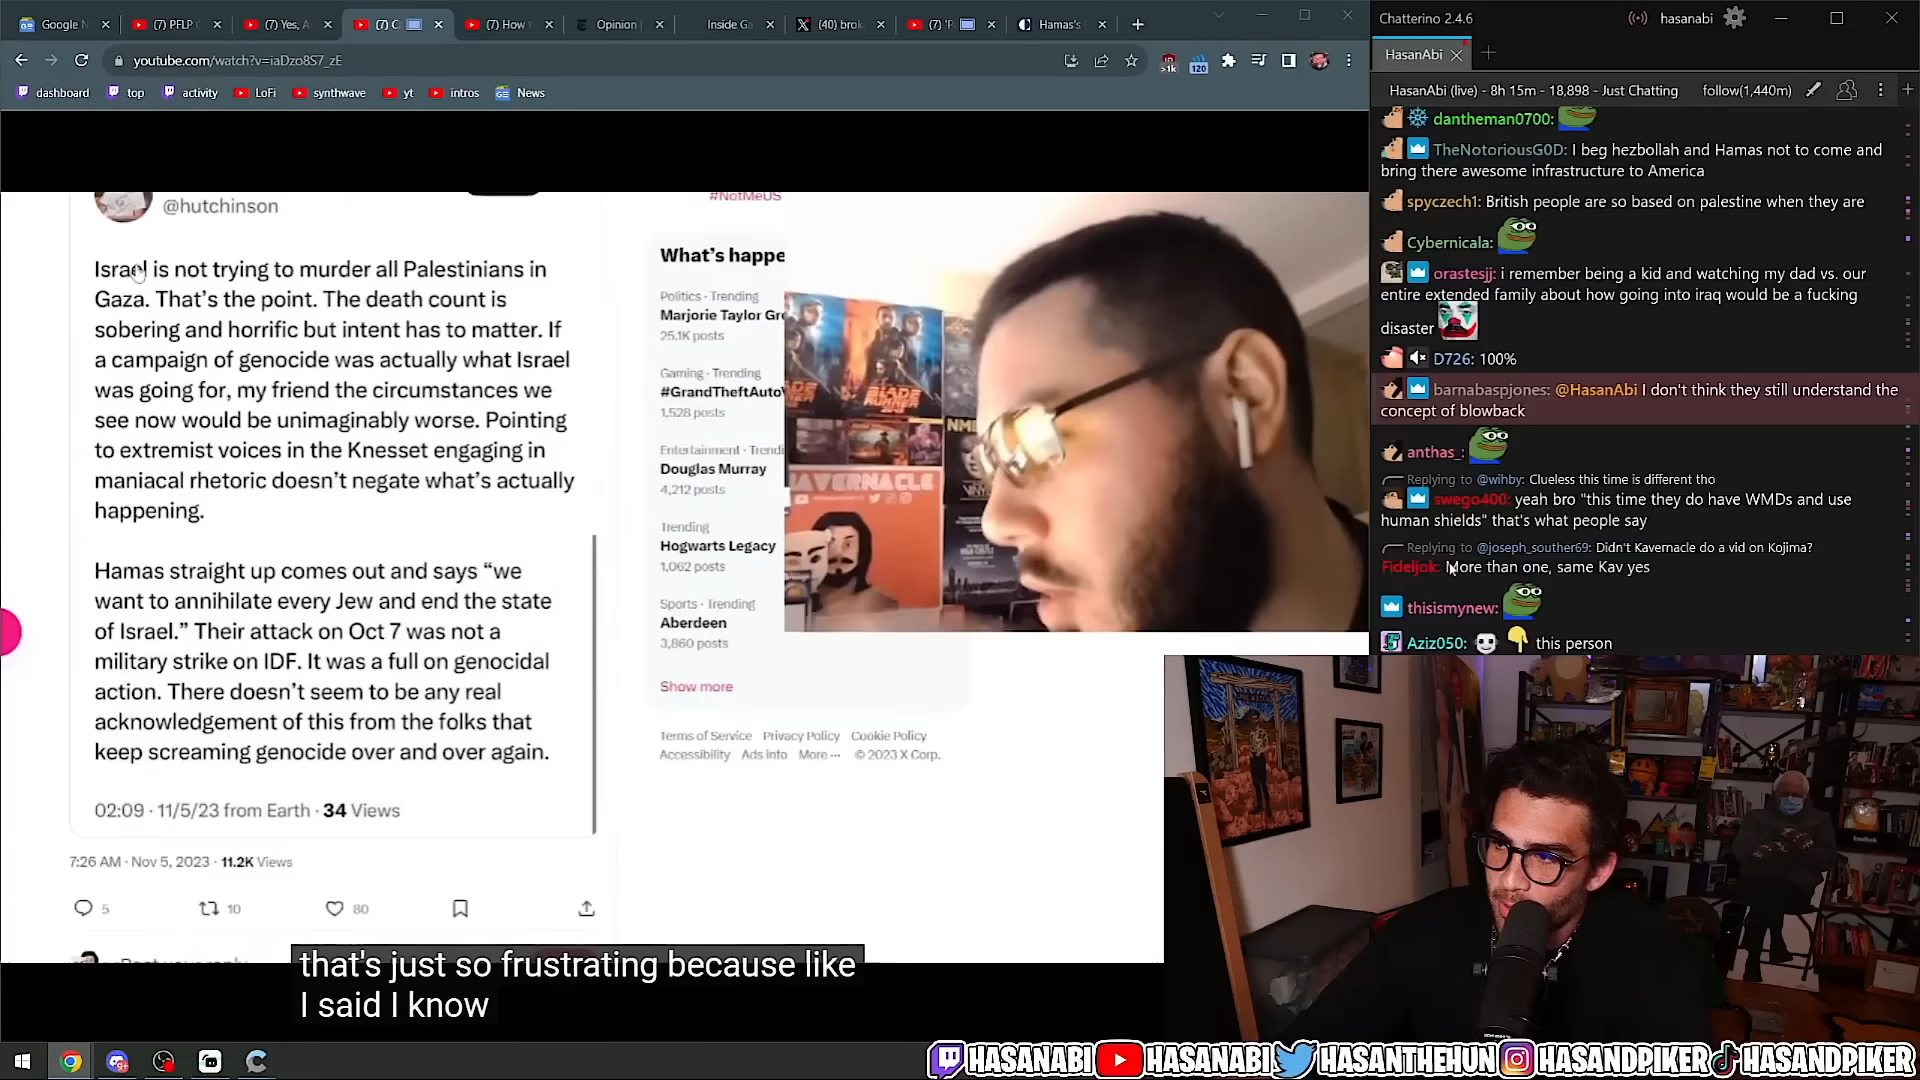 Google N
(7) PFLP
(7) Yes, A
(7) C
(7) How t
Opinion |
Inside Ga
(40) brok
(7) 'P
Hamas's
youtube.com/watch?v=iaDzo8S7_zE
>1k
120
dashboard
top
activity
LoFi
synthwave
yt
intros
News
@hutchinson
Israel is not trying to murder all Palestinians in
Gaza. That's the point. The death count is
sobering and horrific but intent has to matter. If
a campaign of genocide was actually what Israel
was going for, my friend the circumstances we
see now would be unimaginably worse. Pointing
to extremist voices in the Knesset engaging in
maniacal rhetoric doesn't negate what's actually
happening.
Hamas straight up comes out and says "we
want to annihilate every Jew and end the state
of Israel." Their attack on Oct 7 was not a
military strike on IDF. It was a full on genocidal
action. There doesn't seem to be any real
acknowledgement of this from the folks that
keep screaming genocide over and over again.
02:09 · 11/5/23 from Earth · 34 Views
7:26 AM · Nov 5, 2023 · 11.2K Views
5
10
80
#NotMeUS
What's happe
Politics · Trending
Marjorie Taylor Gre
25.1K posts
Gaming · Trending
#GrandTheftAutoV
1,528 posts
Entertainment · Trendi
Douglas Murray
4,212 posts
Trending
Hogwarts Legacy
1,062 posts
Sports · Trending
Aberdeen
3,860 posts
Show more
Terms of Service Privacy Policy Cookie Policy
Accessibility Ads info More ··· © 2023 X Corp.
BLADE RUNNER
AVERNACLE
that's just so frustrating because like
I said I know
Chatterino 2.4.6
hasanabi
HasanAbi
HasanAbi (live) - 8h 15m - 18,898 - Just Chatting
follow(1,440m)
dantheman0700:
TheNotoriousG0D: I beg hezbollah and Hamas not to come and
bring there awesome infrastructure to America
spyczech1: British people are so based on palestine when they are
Cybernicala:
orastesjj: i remember being a kid and watching my dad vs. our
entire extended family about how going into iraq would be a fucking
disaster
D726: 100%
barnabaspjones: @HasanAbi I don't think they still understand the
concept of blowback
anthas_:
Replying to @wihby: Clueless this time is different tho
swego400: yeah bro "this time they do have WMDs and use
human shields" that's what people say
Replying to @joseph_souther69: Didn't Kavernacle do a vid on Kojima?
Fideljok: More than one, same Kav yes
thisismynew:
Aziz050: this person
HASANABI
HASANABI
HASANTHEHUN
HASANDPIKER
HASANDPIKER